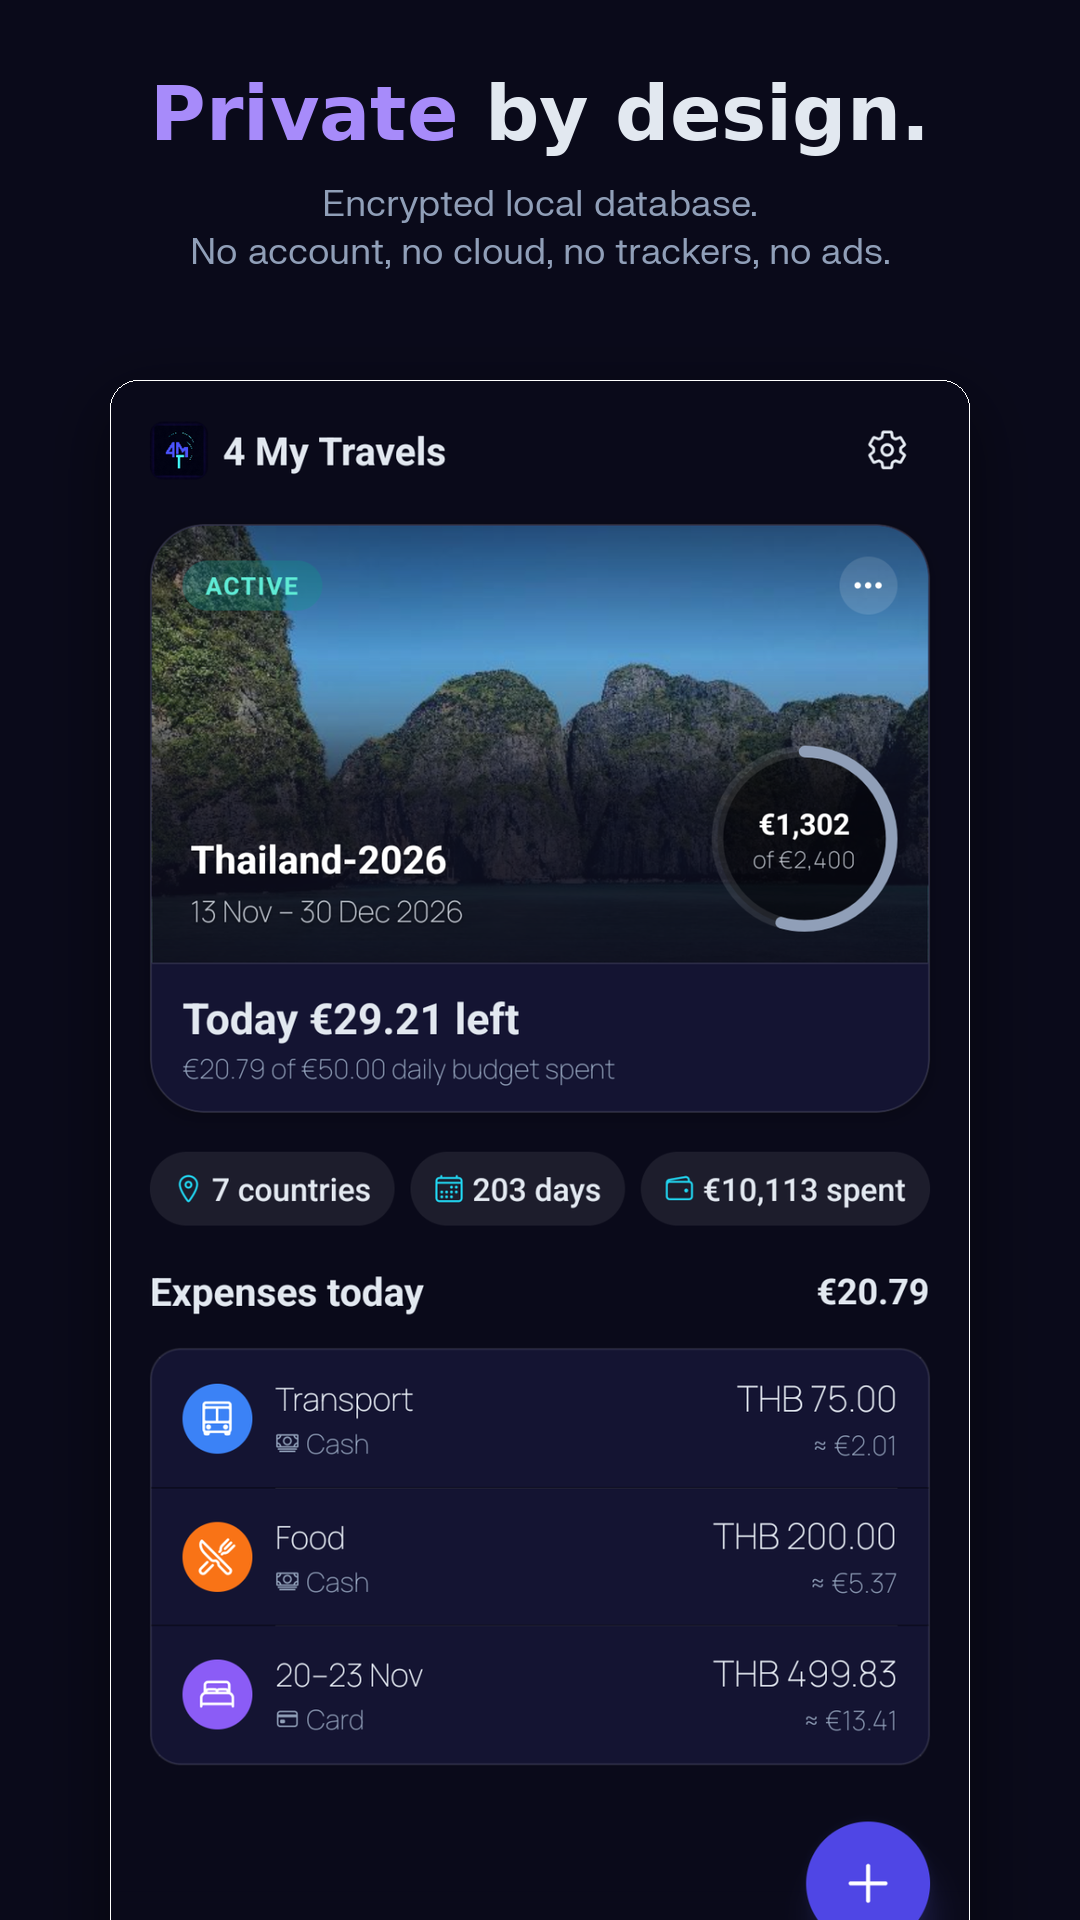 Private by design.
Encrypted local database.
No account, no cloud, no trackers, no ads.
4MT
4 My Travels
ACTIVE
€1,302
of €2,400
Thailand-2026
13 Nov – 30 Dec 2026
Today €29.21 left
€20.79 of €50.00 daily budget spent
7 countries
203 days
€10,113 spent
Expenses today
€20.79
Transport
THB 75.00
Cash
≈ €2.01
Food
THB 200.00
Cash
≈ €5.37
20–23 Nov
THB 499.83
Card
≈ €13.41